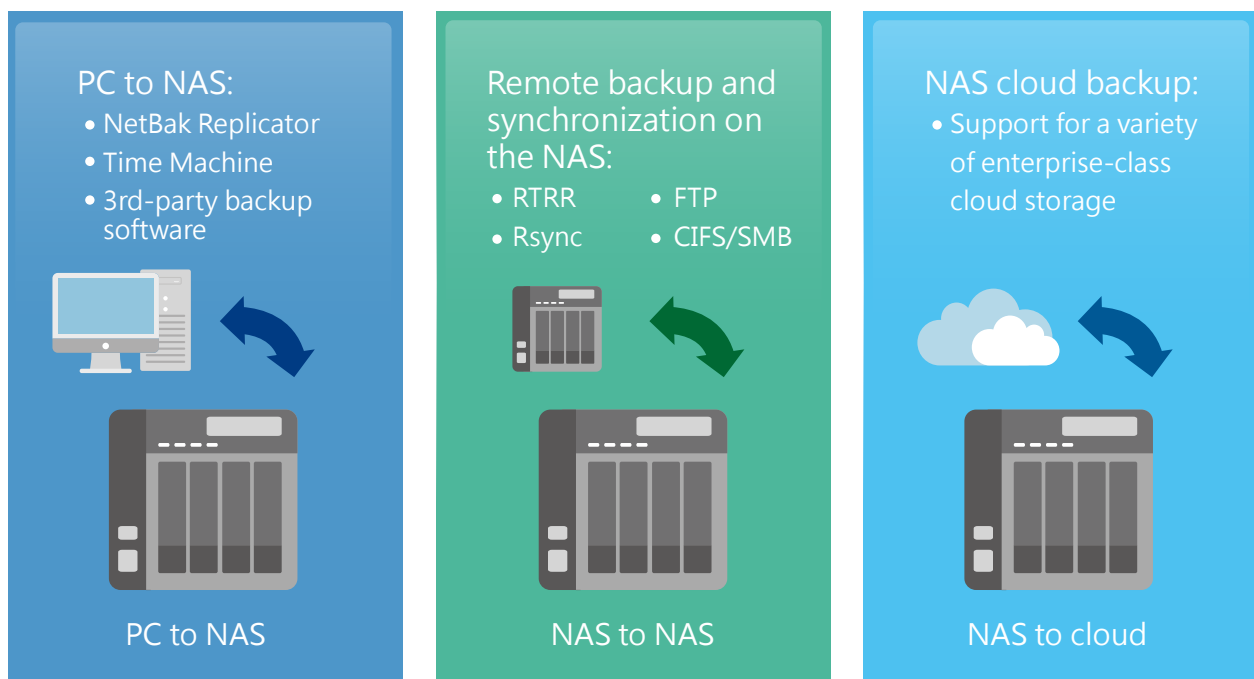 PC to NAS:
• NetBak Replicator
• Time Machine
• 3rd-party backup
software
PC to NAS
Remote backup and
synchronization on
the NAS:
• RTRR
• Rsync
• FTP
• CIFS/SMB
NAS to NAS
NAS cloud backup:
• Support for a variety
of enterprise-class
cloud storage
NAS to cloud